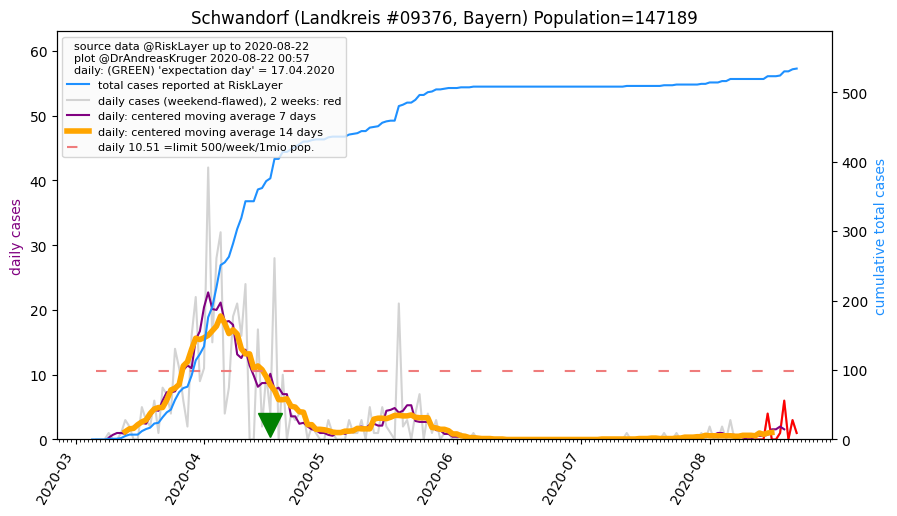 Schwandorf (Landkreis #09376, Bayern) Population=147189
source data @RiskLayer up to 2020-08-22
plot @DrAndreasKruger 2020-08-22 00:57
daily: (GREEN) 'expectation day' = 17.04.2020
total cases reported at RiskLayer
daily cases (weekend-flawed), 2 weeks: red
daily: centered moving average 7 days
daily: centered moving average 14 days
daily 10.51 =limit 500/week/1mio pop.
daily cases
60
50
40
30
20
10
0
cumulative total cases
500
400
300
200
100
0
2020-03
2020-04
2020-05
2020-06
2020-07
2020-08